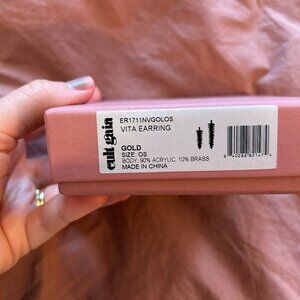 cult gaia
ER1711NVGOLOS
VITA EARRING
GOLD
SIZE: OS
BODY: 90% ACRYLIC, 10% BRASS
MADE IN CHINA